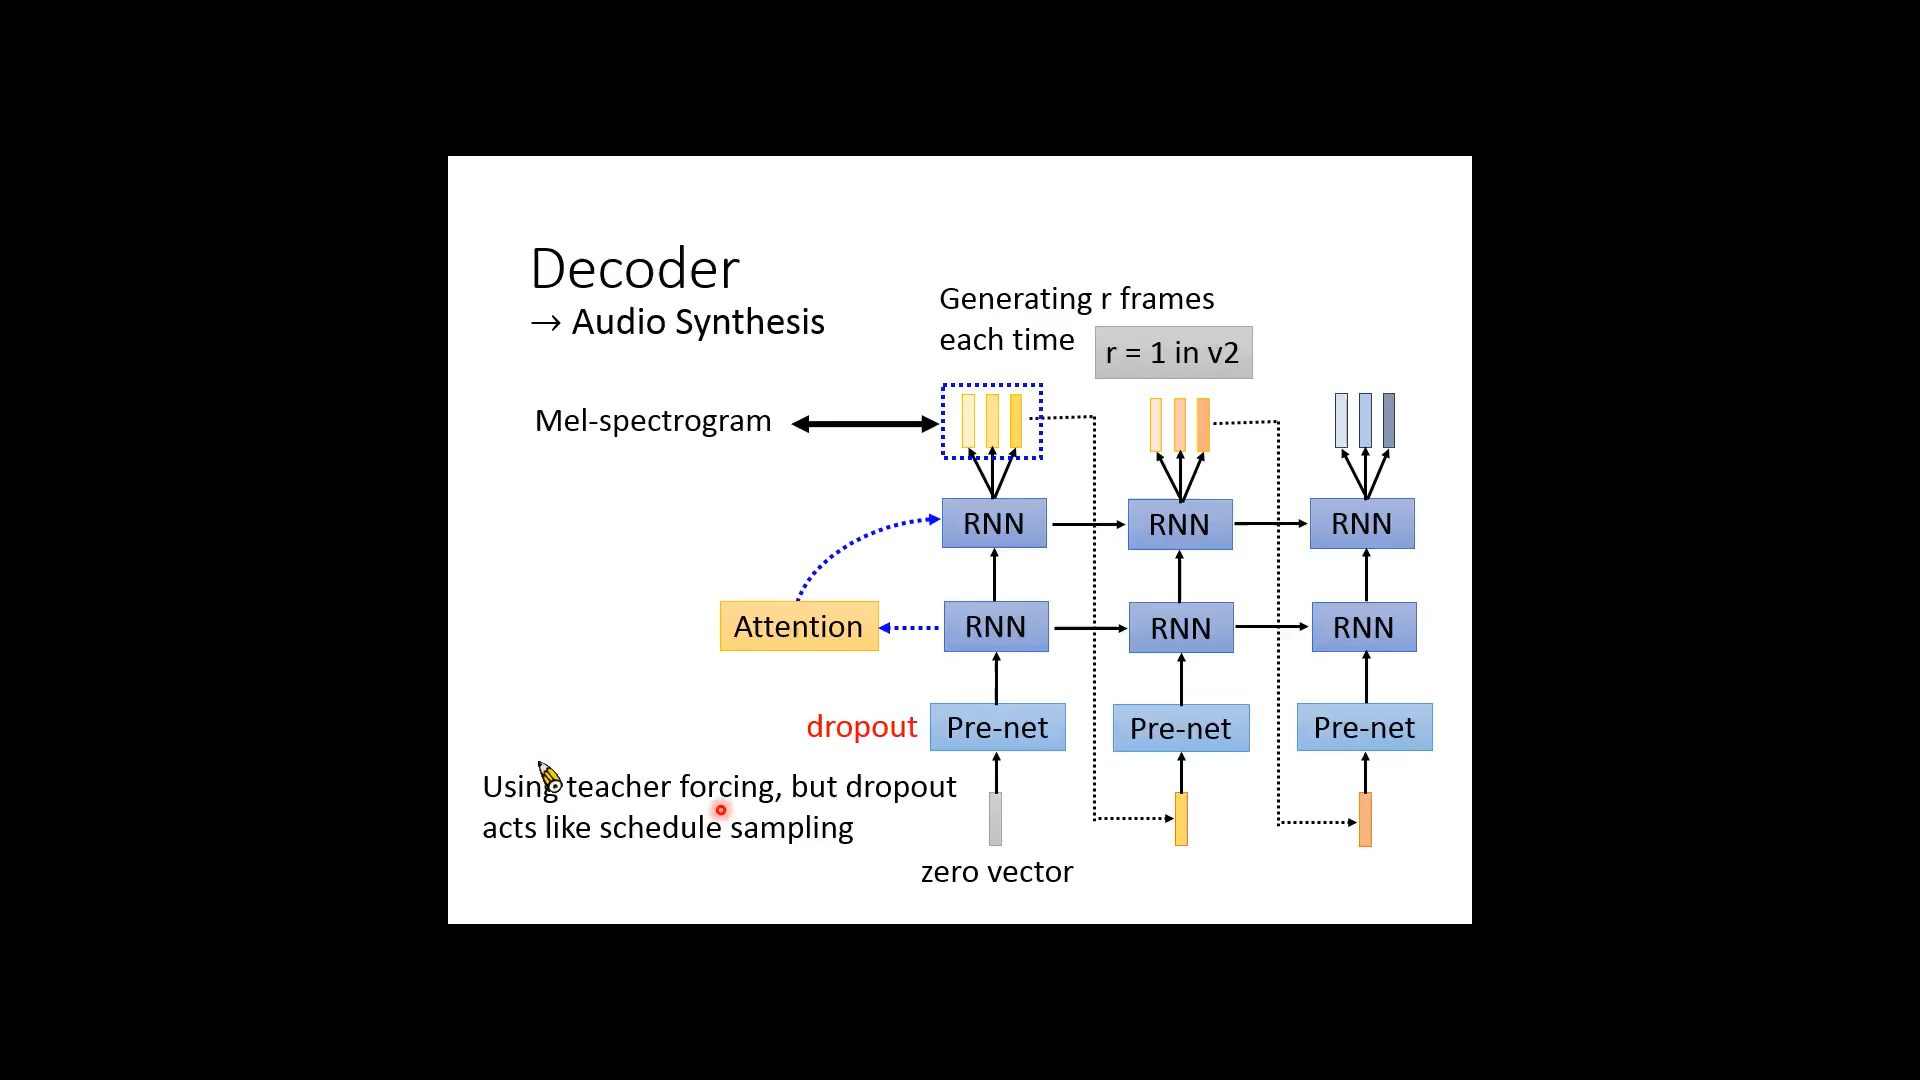 Decoder
→ Audio Synthesis
Generating r frames
each time
r = 1 in v2
Mel-spectrogram
RNN RNN RNN
Attention RNN RNN RNN
dropout Pre-net Pre-net Pre-net
Using teacher forcing, but dropout
acts like schedule sampling
zero vector